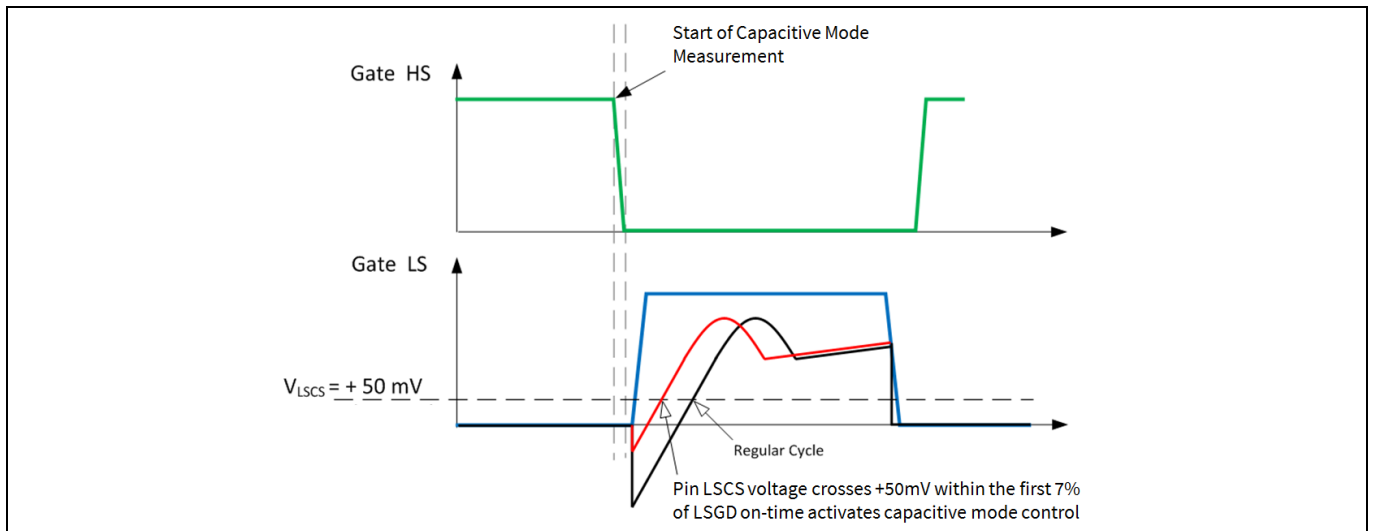 Start of Capacitive Mode
Measurement
Gate HS
Gate LS
VLSCS = + 50 mV
Regular Cycle
Pin LSCS voltage crosses +50mV within the first 7%
of LSGD on-time activates capacitive mode control